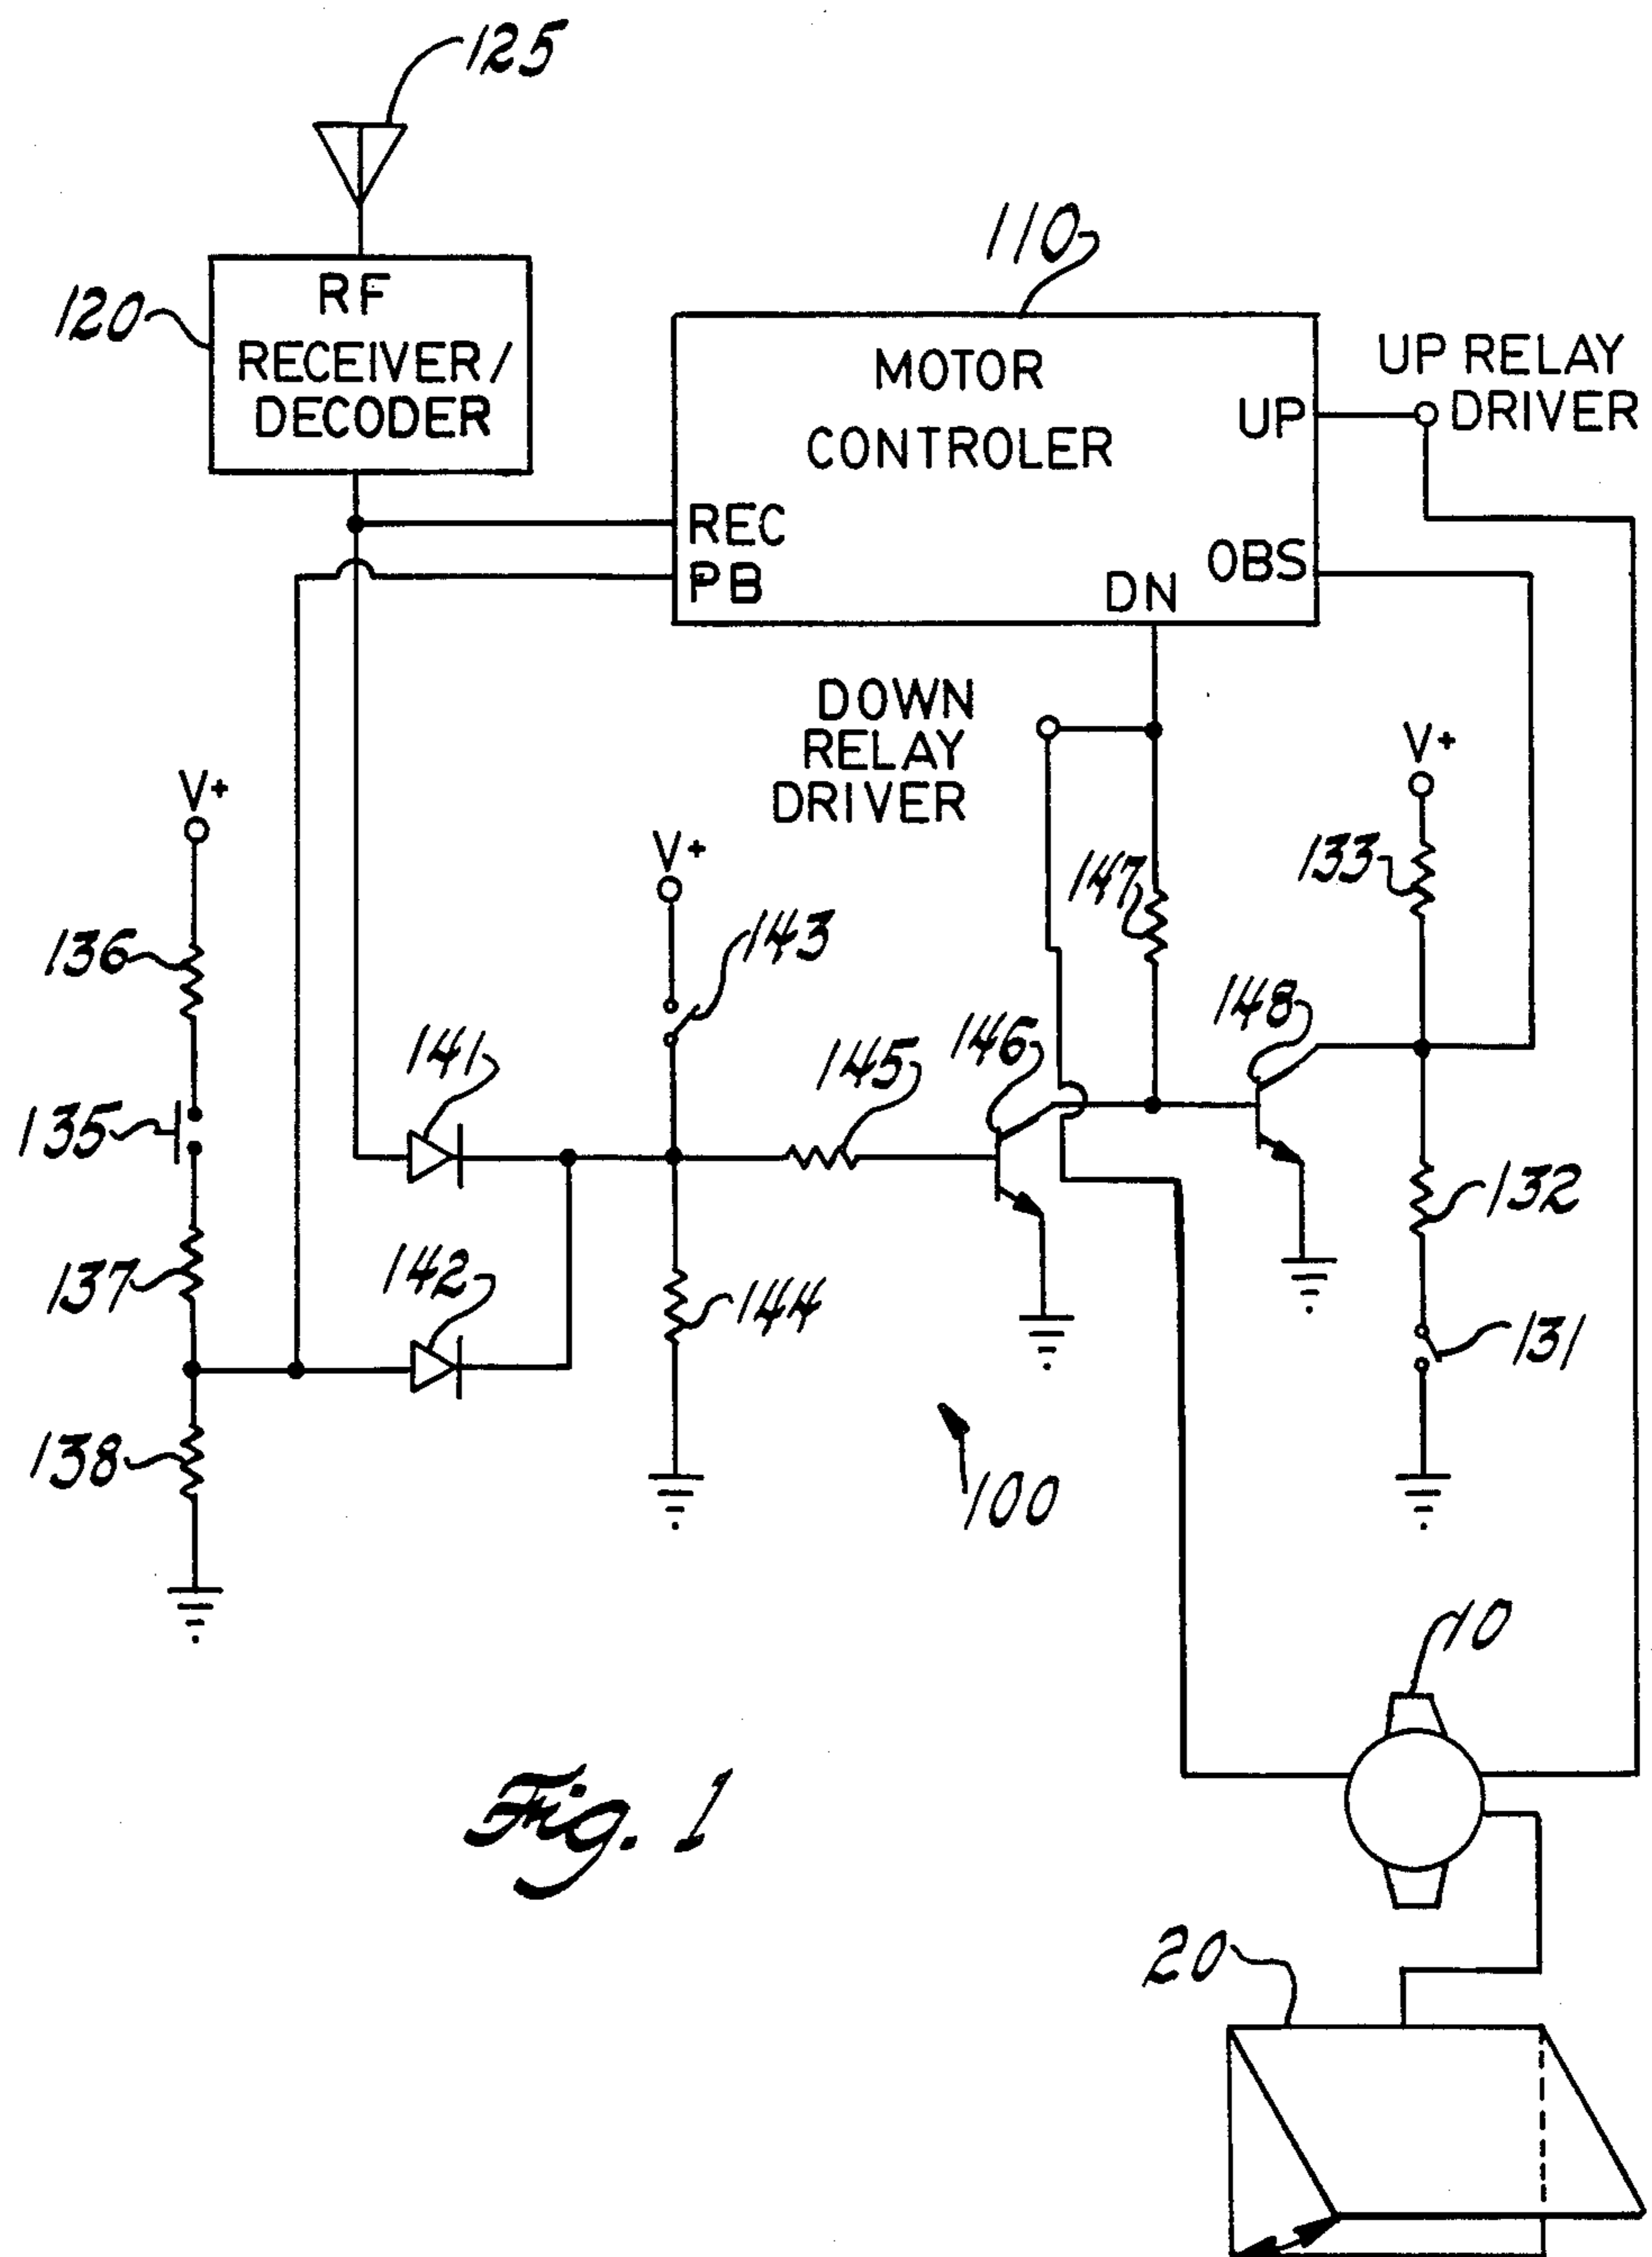 125
110
120
RF
RECEIVER/
DECODER
MOTOR
CONTROLER
UP
UP RELAY
DRIVER
REC
PB
OBS
DN
DOWN
RELAY
DRIVER
V+
V+
V+
136
143
147
133
135
141
145
146
148
137
142
144
132
131
138
100
10
Fig. 1
20